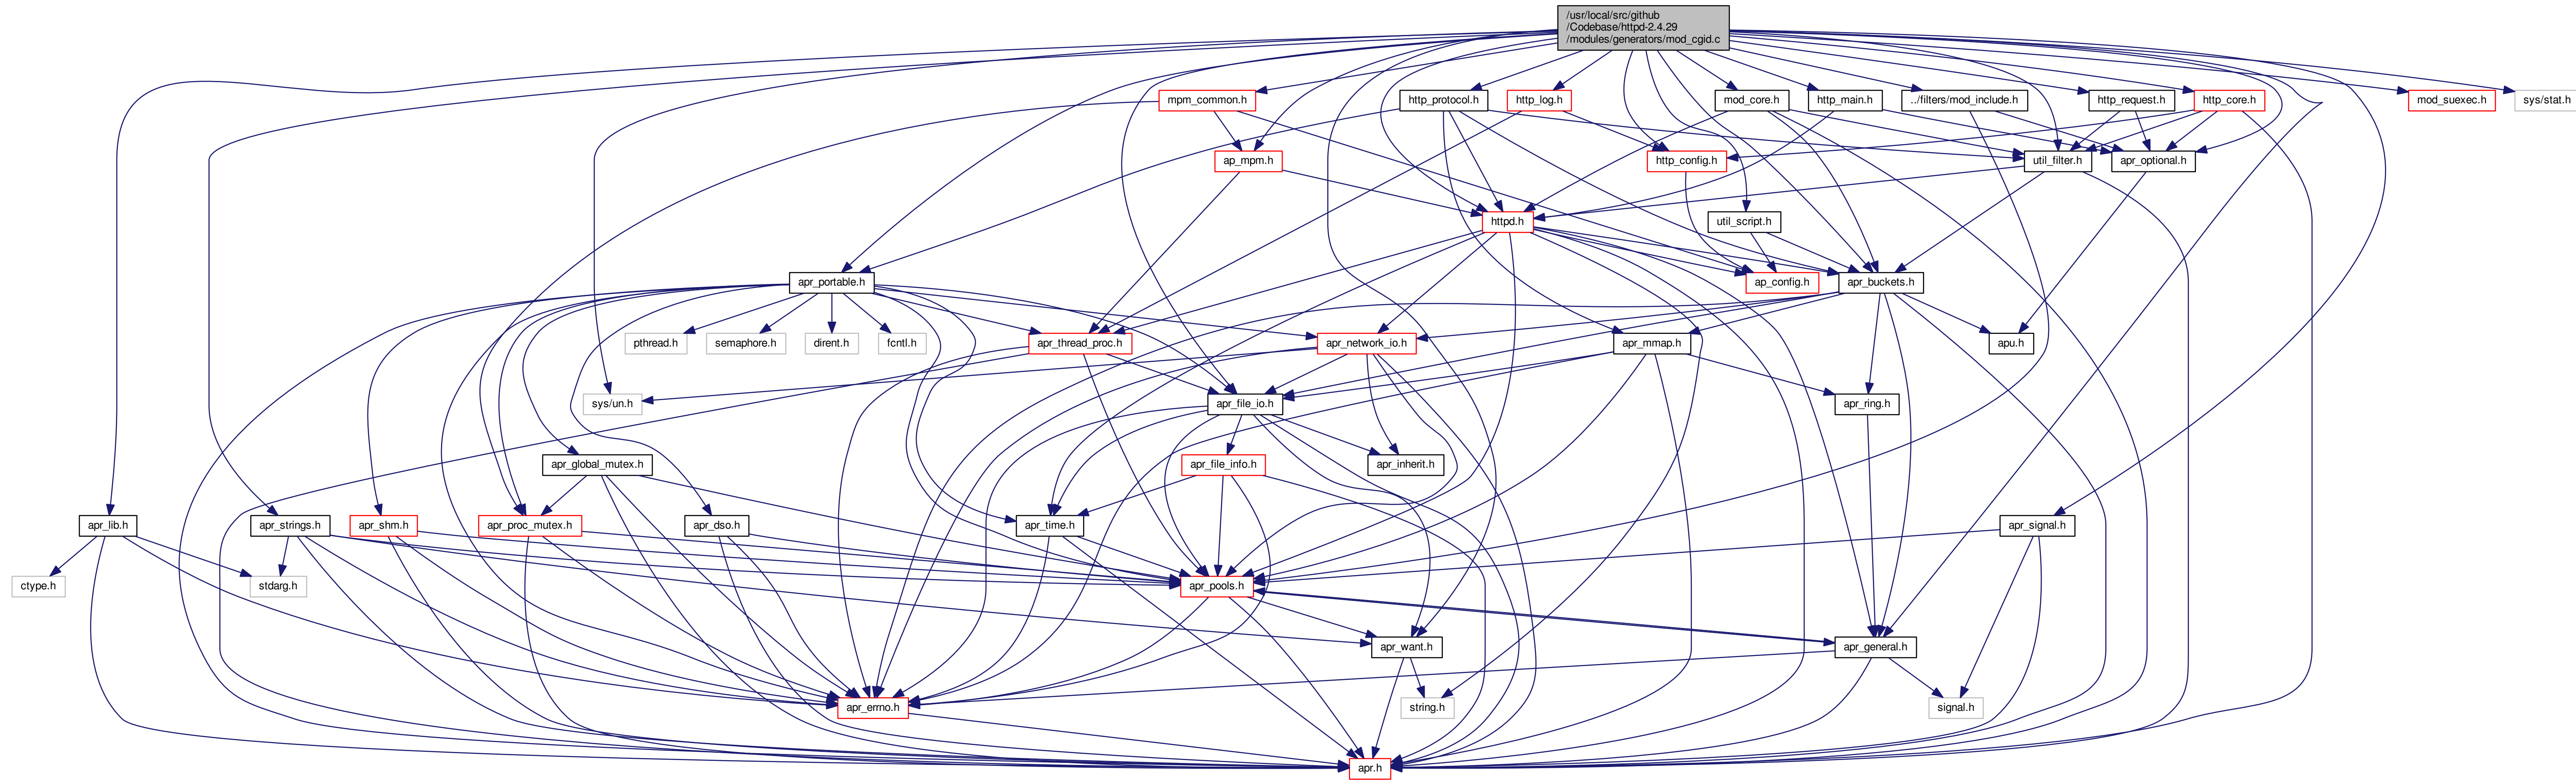 /usr/local/src/github
/Codebase/httpd-2.4.29
/modules/generators/mod_cgid.c
mpm_common.h
http_protocol.h
http_log.h
mod_core.h
http_main.h
../filters/mod_include.h
http_request.h
http_core.h
mod_suexec.h
sys/stat.h
ap_mpm.h
http_config.h
util_filter.h
apr_optional.h
httpd.h
util_script.h
apr_portable.h
ap_config.h
apr_buckets.h
pthread.h
semaphore.h
dirent.h
fcntl.h
apr_thread_proc.h
apr_network_io.h
apr_mmap.h
apu.h
sys/un.h
apr_file_io.h
apr_ring.h
apr_global_mutex.h
apr_file_info.h
apr_inherit.h
apr_lib.h
apr_strings.h
apr_shm.h
apr_proc_mutex.h
apr_dso.h
apr_time.h
apr_signal.h
ctype.h
stdarg.h
apr_pools.h
apr_want.h
apr_general.h
apr_errno.h
string.h
signal.h
apr.h